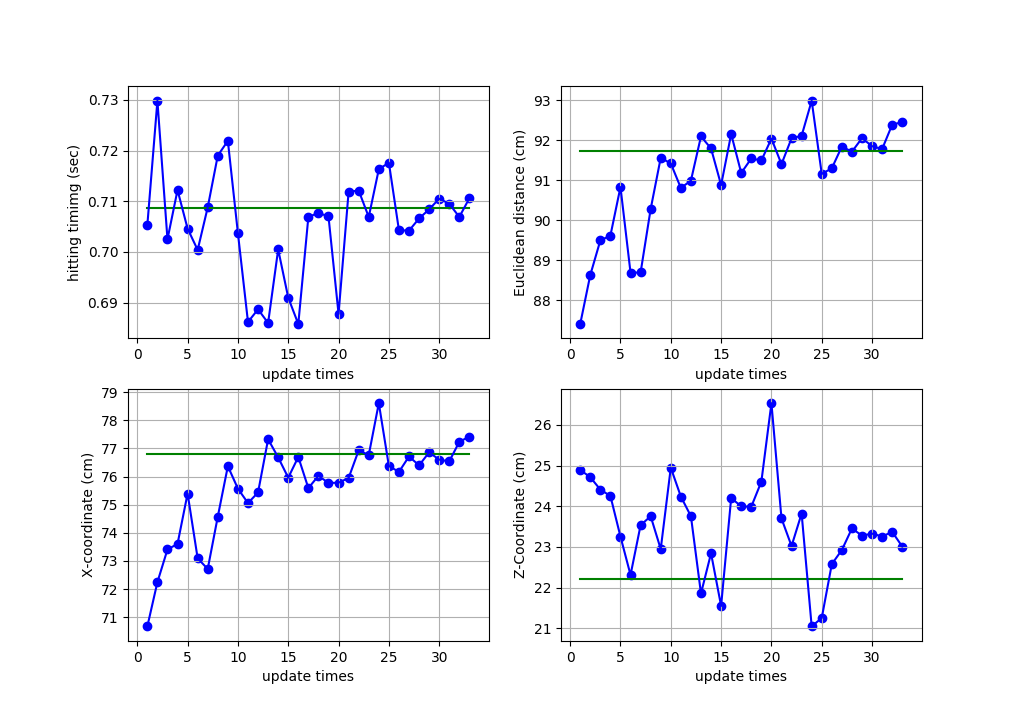 hitting timimg (sec)
0.73
0.72
0.71
0.70
0.69
0 5 10 15 20 25 30
update times
Euclidean distance (cm)
93
92
91
90
89
88
0 5 10 15 20 25 30
update times
X-coordinate (cm)
79
78
77
76
75
74
73
72
71
0 5 10 15 20 25 30
update times
Z-Coordinate (cm)
26
25
24
23
22
21
0 5 10 15 20 25 30
update times